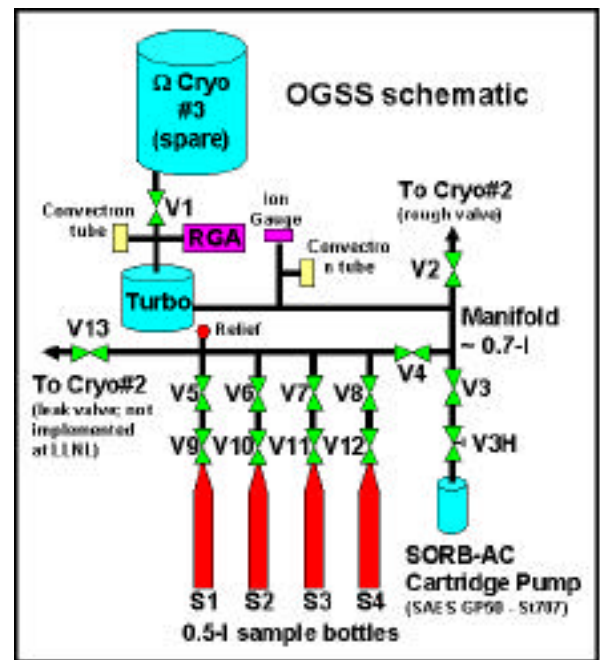 Ω Cryo
#3
(spare)
OGSS schematic
V1
Convectron
tube
RGA
Ion
Gauge
Convectro
n tube
To Cryo#2
(rough valve)
V2
Turbo
Manifold
~ 0.7-l
V13
Relief
To Cryo#2
(leak valve; not
implemented
at LLNL)
V5
V6
V7
V8
V4
V3
V9
V10
V11
V12
V3H
S1
S2
S3
S4
0.5-l sample bottles
SORB-AC
Cartridge Pump
(SAES GP50 - St707)